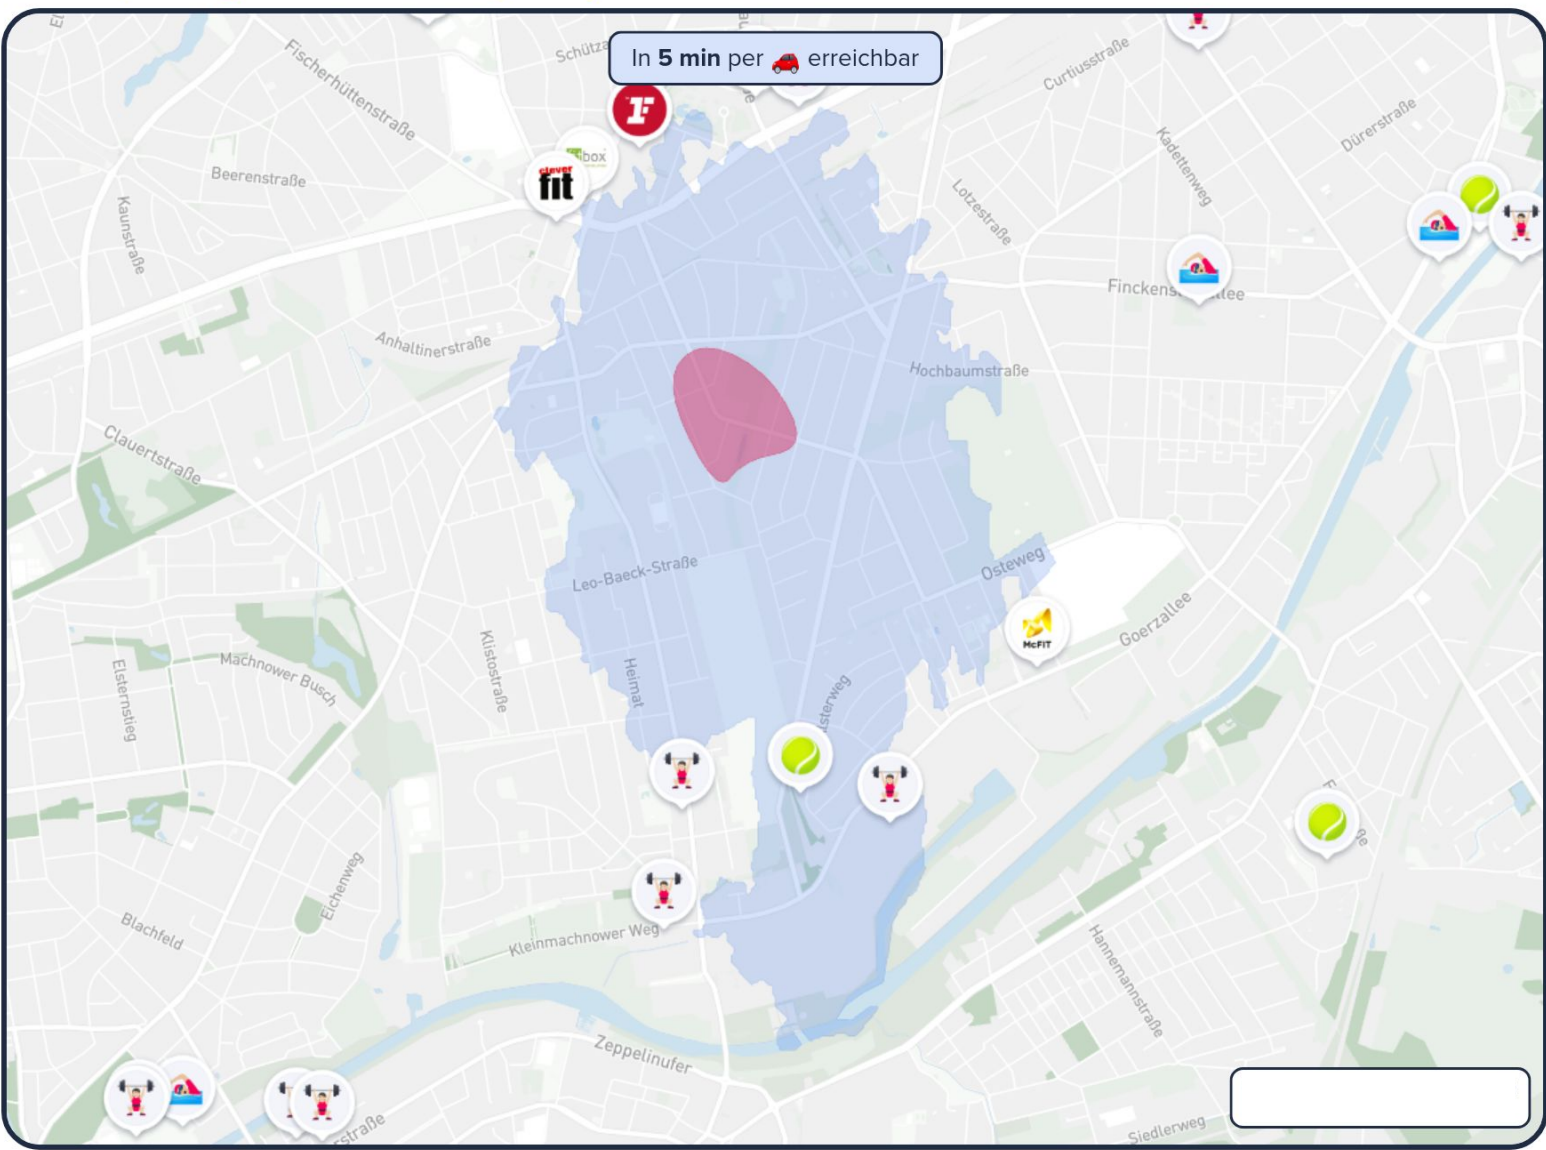 In 5 min per erreichbar
Fischerhüttenstraße
Curtiusstraße
Dürerstraße
Kadettenweg
Beerenstraße
box
clever
fit
Kaunstraße
Lotzestraße
Anhaltinerstraße
Hochbaumstraße
Clauertstraße
Leo-Baeck-Straße
Osteweg
McFIT
Goerzallee
Klistostraße
Machnower Busch
Elsternstieg
Heimat
Eichenweg
Blachfeld
Kleinmachnower Weg
Hannemannstraße
Zeppelinufer
Siedlerweg